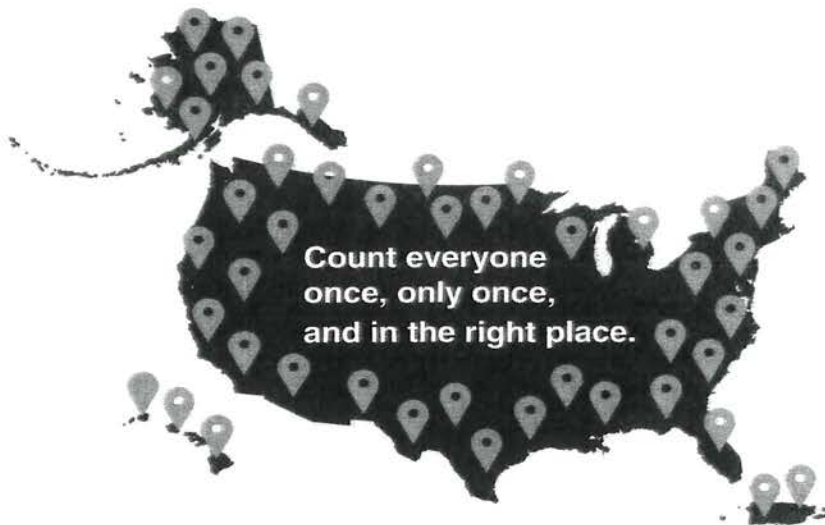 Count everyone
once, only once,
and in the right place.